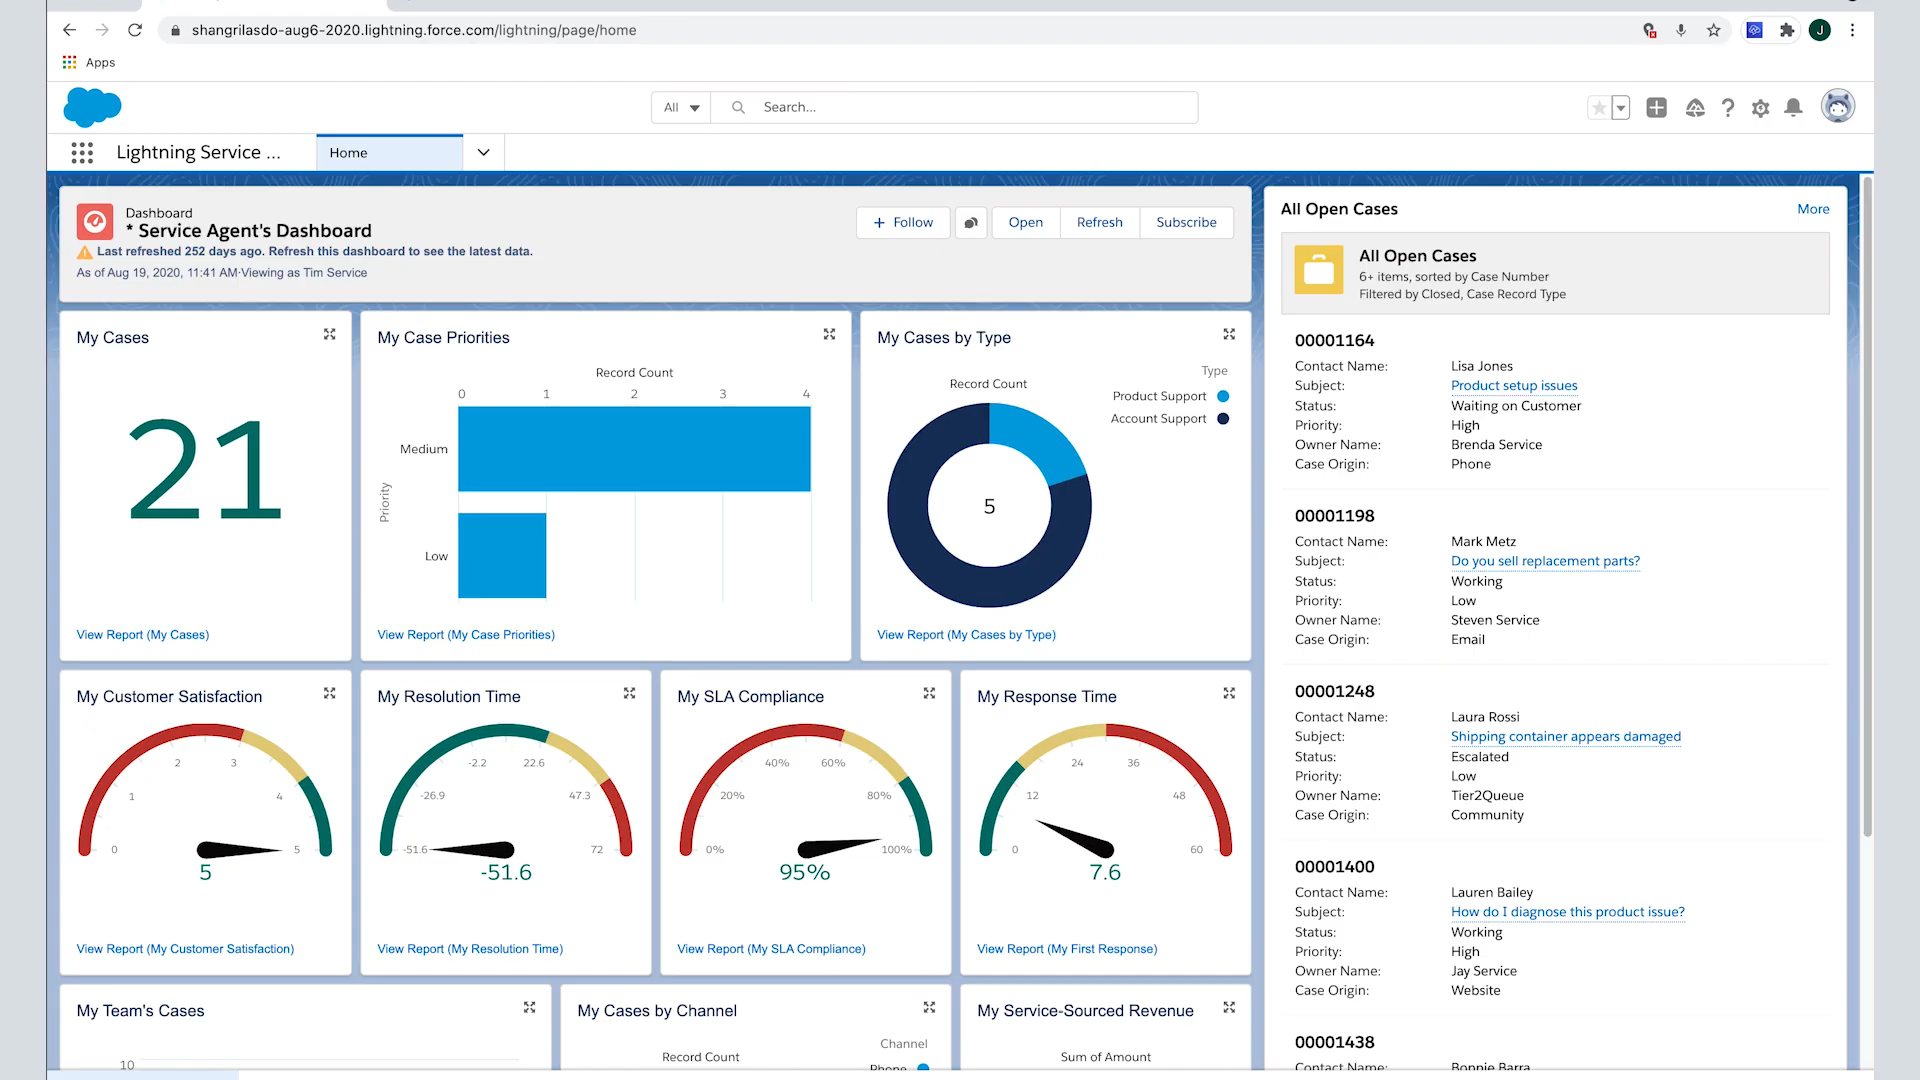 shangrilasdo-aug6-2020.lightning.force.com/lightning/page/home
J
Apps
All
Search...
Lightning Service ...
Home
Dashboard
* Service Agent's Dashboard
Last refreshed 252 days ago. Refresh this dashboard to see the latest data.
As of Aug 19, 2020, 11:41 AM·Viewing as Tim Service
+ Follow
Open
Refresh
Subscribe
My Cases
21
View Report (My Cases)
My Case Priorities
Record Count
0 1 2 3 4
Priority
Medium
Low
View Report (My Case Priorities)
My Cases by Type
Record Count
Type
Product Support
Account Support
5
View Report (My Cases by Type)
My Customer Satisfaction
0 1 2 3 4 5
5
View Report (My Customer Satisfaction)
My Resolution Time
-51.6 -26.9 -2.2 22.6 47.3 72
-51.6
View Report (My Resolution Time)
My SLA Compliance
0% 20% 40% 60% 80% 100%
95%
View Report (My SLA Compliance)
My Response Time
0 12 24 36 48 60
7.6
View Report (My First Response)
My Team's Cases
10
My Cases by Channel
Channel
Record Count
Phone
My Service-Sourced Revenue
Sum of Amount
All Open Cases
More
All Open Cases
6+ items, sorted by Case Number
Filtered by Closed, Case Record Type
00001164
Contact Name: Lisa Jones
Subject: Product setup issues
Status: Waiting on Customer
Priority: High
Owner Name: Brenda Service
Case Origin: Phone
00001198
Contact Name: Mark Metz
Subject: Do you sell replacement parts?
Status: Working
Priority: Low
Owner Name: Steven Service
Case Origin: Email
00001248
Contact Name: Laura Rossi
Subject: Shipping container appears damaged
Status: Escalated
Priority: Low
Owner Name: Tier2Queue
Case Origin: Community
00001400
Contact Name: Lauren Bailey
Subject: How do I diagnose this product issue?
Status: Working
Priority: High
Owner Name: Jay Service
Case Origin: Website
00001438
Contact Name: Bonnie Barra